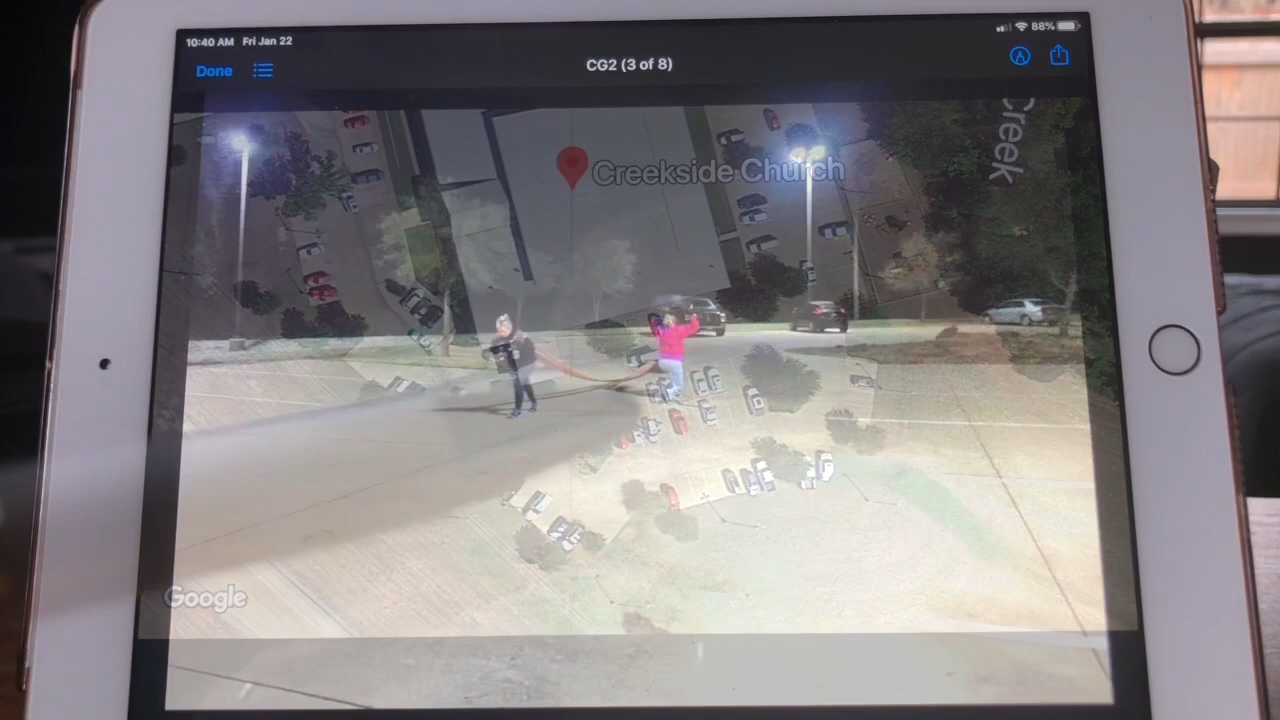 10:40 AM Fri Jan 22
88%
Done
CG2 (3 of 8)
Creekside Church
Creek
Google